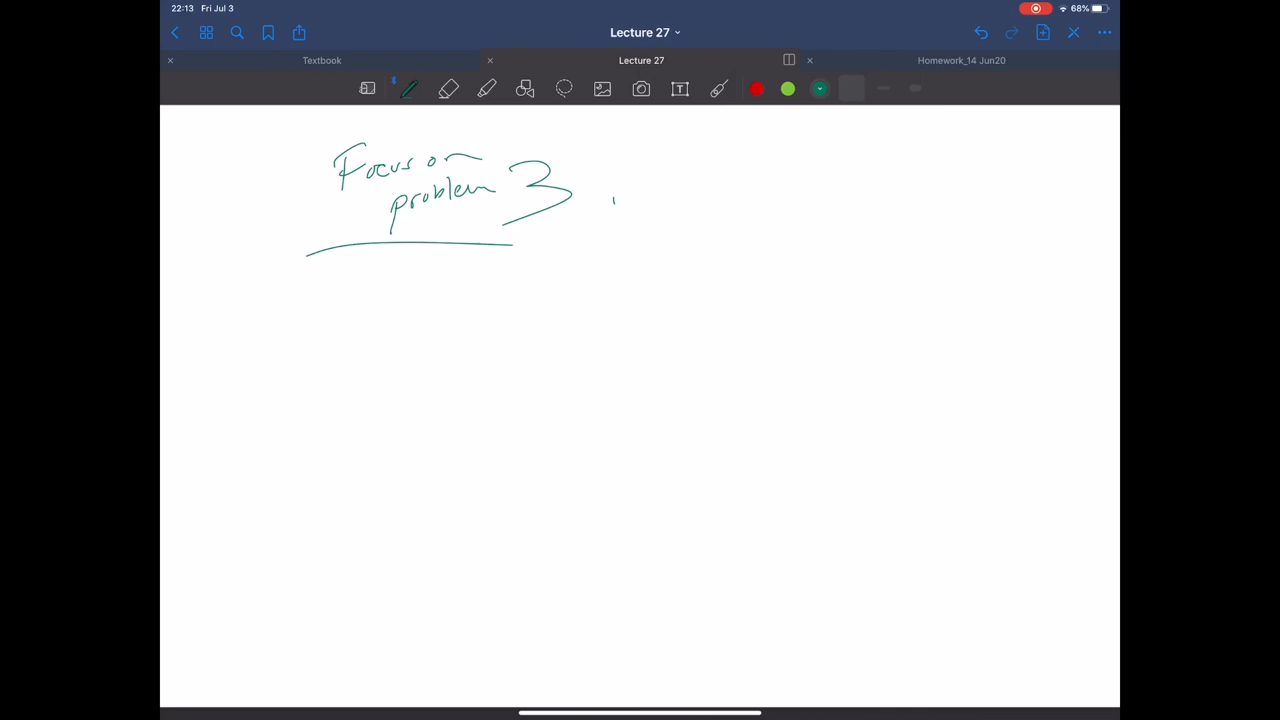 22:13 Fri Jul 3 68%
Lecture 27
Textbook Lecture 27 Homework_14 Jun20
T
Focus on
problem 3